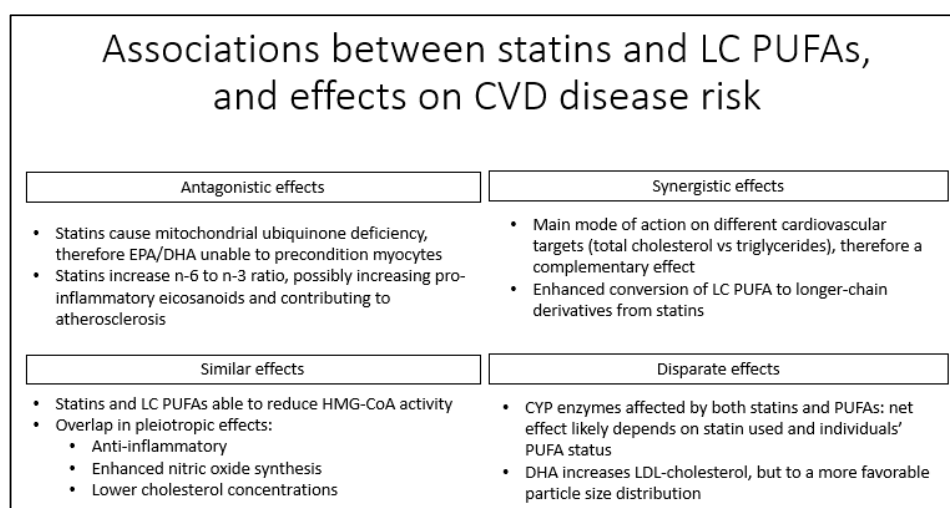 Associations between statins and LC PUFAs,
and effects on CVD disease risk
Antagonistic effects
• Statins cause mitochondrial ubiquinone deficiency,
therefore EPA/DHA unable to precondition myocytes
• Statins increase n-6 to n-3 ratio, possibly increasing pro-
inflammatory eicosanoids and contributing to
atherosclerosis
Synergistic effects
• Main mode of action on different cardiovascular
targets (total cholesterol vs triglycerides), therefore a
complementary effect
• Enhanced conversion of LC PUFA to longer-chain
derivatives from statins
Similar effects
• Statins and LC PUFAs able to reduce HMG-CoA activity
• Overlap in pleiotropic effects:
• Anti-inflammatory
• Enhanced nitric oxide synthesis
• Lower cholesterol concentrations
Disparate effects
• CYP enzymes affected by both statins and PUFAs: net
effect likely depends on statin used and individuals'
PUFA status
• DHA increases LDL-cholesterol, but to a more favorable
particle size distribution